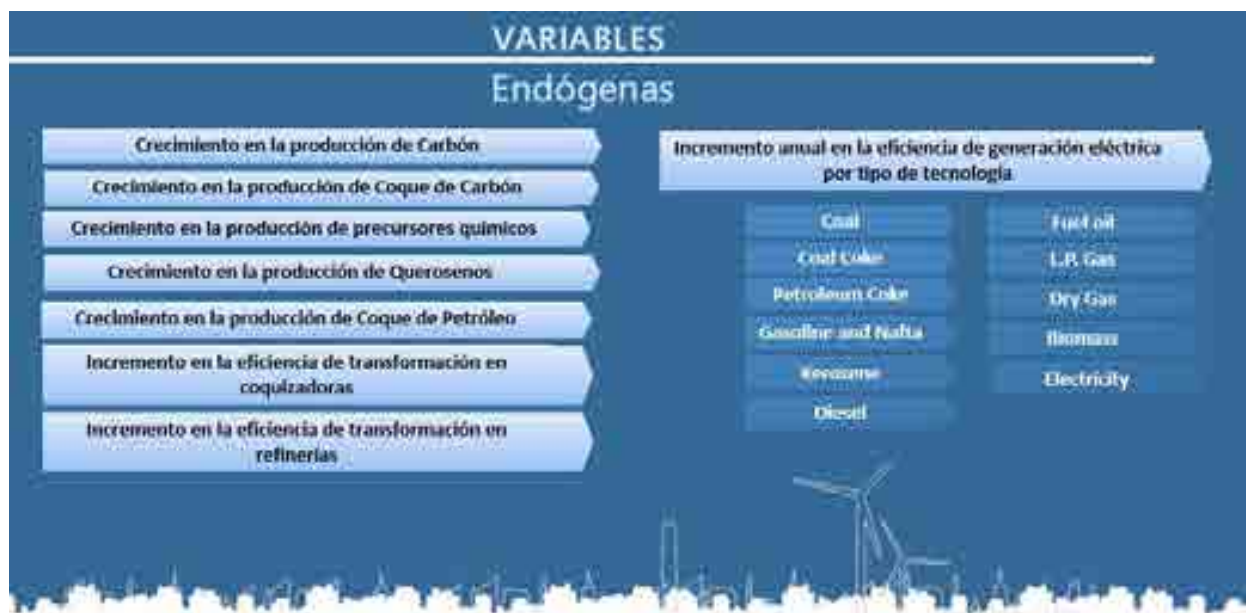 VARIABLES
Endógenas
Crecimiento en la producción de Carbón
Crecimiento en la producción de Coque de Carbón
Crecimiento en la producción de precursores químicos
Crecimiento en la producción de Querosenos
Crecimiento en la producción de Coque de Petróleo
Incremento en la eficiencia de transformación en
coquizadoras
Incremento en la eficiencia de transformación en
refinerías
Incremento anual en la eficiencia de generación eléctrica
por tipo de tecnología
Coal
Coal Coke
Petroleum Coke
Gasoline and Nafta
Kerosene
Diesel
Fuel oil
L.P. Gas
Dry Gas
Biomass
Electricity